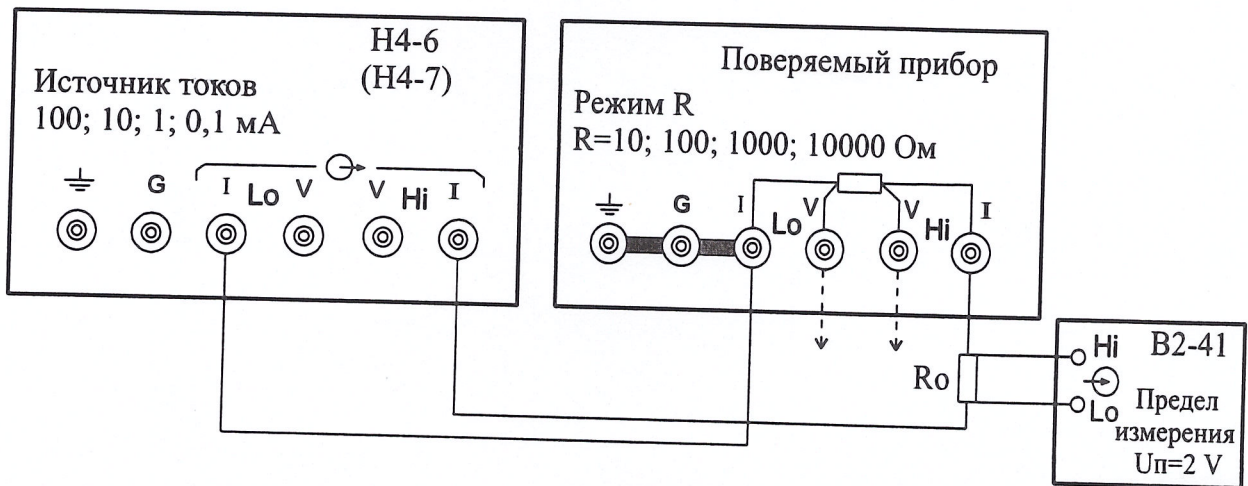 Н4-6
(Н4-7)
Источник токов
100; 10; 1; 0,1 мА
G I Lo V V Hi I
Поверяемый прибор
Режим R
R=10; 100; 1000; 10000 Ом
G I Lo V V Hi I
Ro
Hi В2-41
Lo Предел
измерения
Uп=2 V